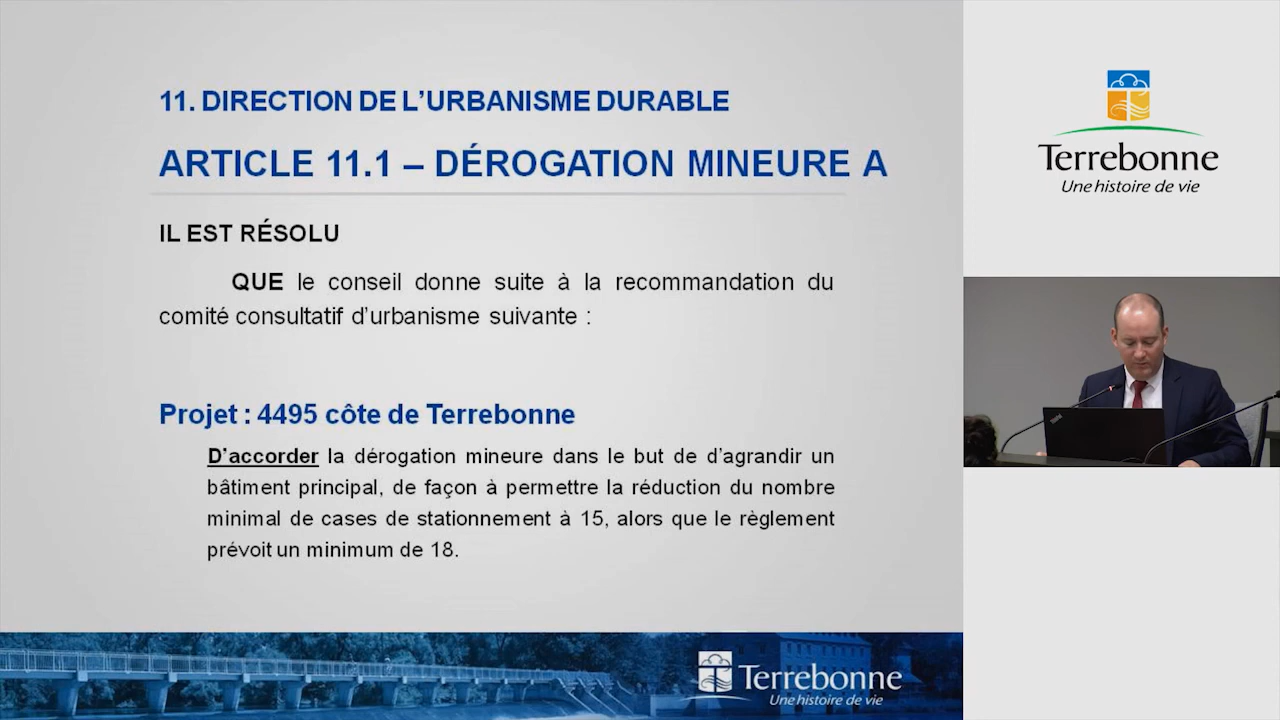 11. DIRECTION DE L’URBANISME DURABLE
ARTICLE 11.1 – DÉROGATION MINEURE A
IL EST RÉSOLU
QUE le conseil donne suite à la recommandation du
comité consultatif d’urbanisme suivante :
Projet : 4495 côte de Terrebonne
D’accorder la dérogation mineure dans le but de d’agrandir un
bâtiment principal, de façon à permettre la réduction du nombre
minimal de cases de stationnement à 15, alors que le règlement
prévoit un minimum de 18.
Terrebonne
Une histoire de vie
Terrebonne
Une histoire de vie